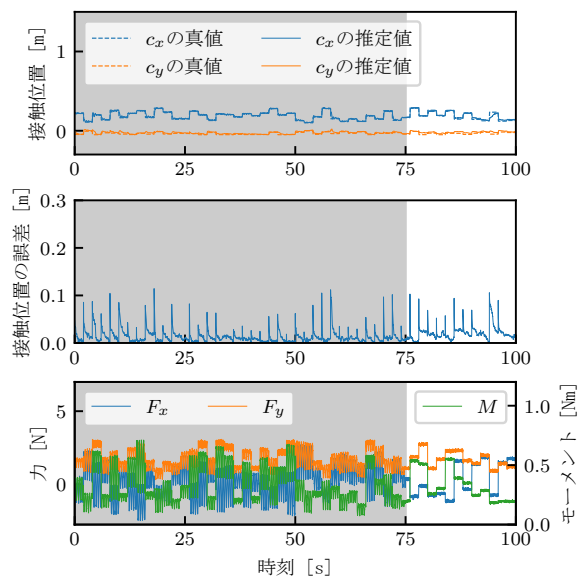 接触位置 [m]
1
0
c_xの真値 c_xの推定値
c_yの真値 c_yの推定値
0 25 50 75 100
接触位置の誤差 [m]
0.3
0.2
0.1
0.0
0 25 50 75 100
力 [N]
5
0
F_x F_y M
1.0
0.5
0.0
モーメント [Nm]
0 25 50 75 100
時刻 [s]